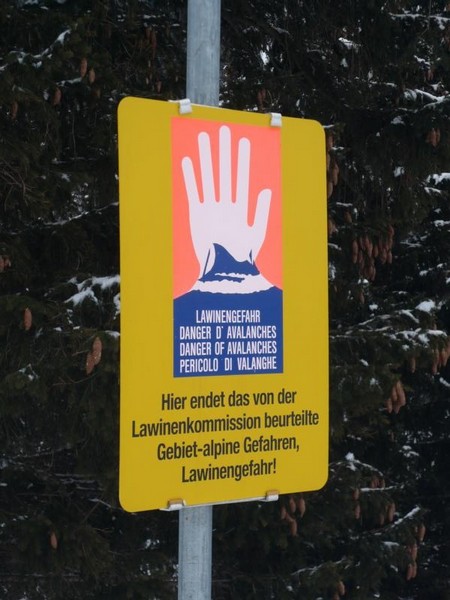 LAWINENGEFAHR
DANGER D' AVALANCHES
DANGER OF AVALANCHES
PERICOLO DI VALANGHE
Hier endet das von der
Lawinenkommission beurteilte
Gebiet-alpine Gefahren,
Lawinengefahr!